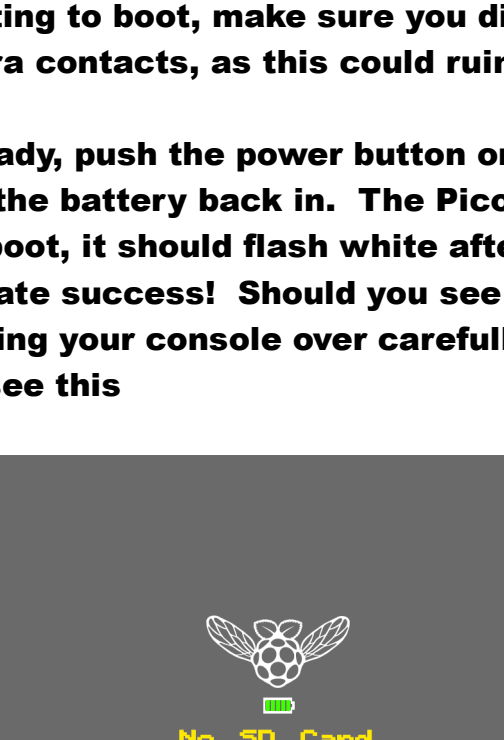 ting to boot, make sure you di
ra contacts, as this could ruin
ady, push the power button or
the battery back in. The Pico
boot, it should flash white afte
ate success! Should you see
ing your console over carefull
see this
No SD Card